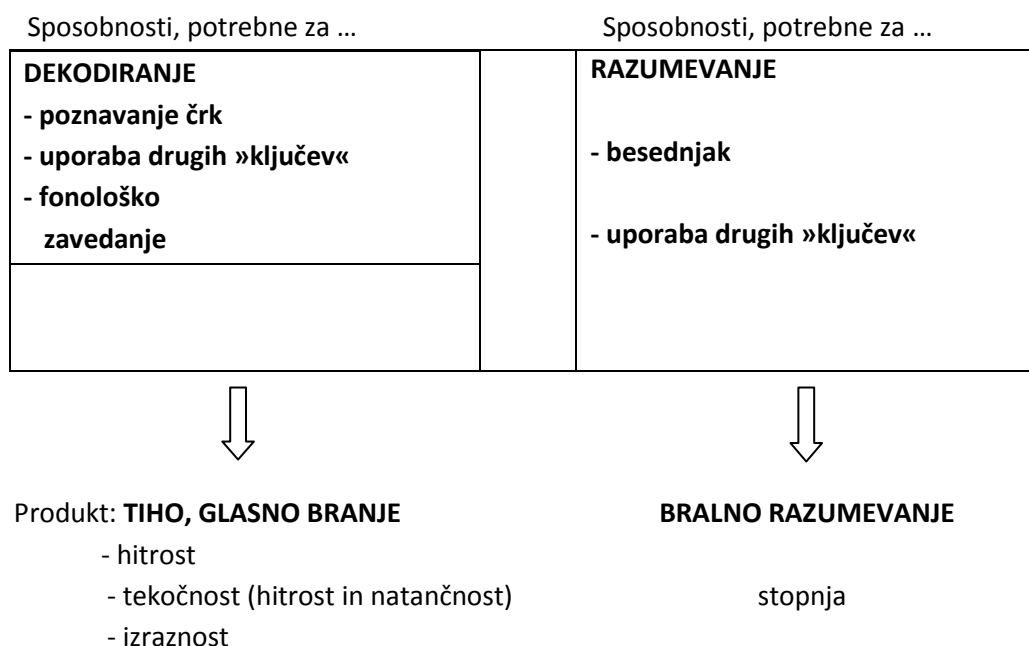 Sposobnosti, potrebne za …
Sposobnosti, potrebne za …
DEKODIRANJE
- poznavanje črk
- uporaba drugih »ključev«
- fonološko
zavedanje
RAZUMEVANJE
- besednjak
- uporaba drugih »ključev«
Produkt: TIHO, GLASNO BRANJE
- hitrost
- tekočnost (hitrost in natančnost)
- izraznost
BRALNO RAZUMEVANJE
stopnja